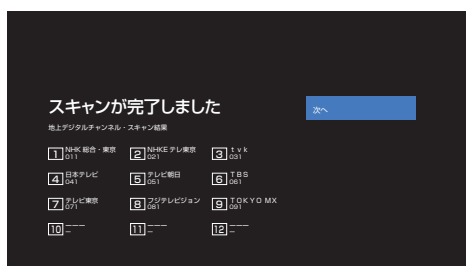 スキャンが完了しました
次へ
地上デジタルチャンネル・スキャン結果
1 NHK 総合・東京 011
2 NHKE テレ東京 021
3 t v k 031
4 日本テレビ 041
5 テレビ朝日 051
6 T B S 061
7 テレビ東京 071
8 フジテレビジョン 081
9 T O K Y O MX 091
10 ––– –
11 ––– –
12 ––– –